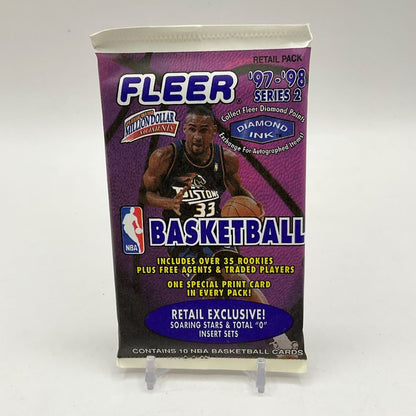 RETAIL PACK
FLEER
'97-'98
SERIES 2
MILLION DOLLAR
MOMENTS
Collect Fleer Diamond Points
DIAMOND
INK
Exchange For Autographed Items!
PISTONS
33
NBA
BASKETBALL
INCLUDES OVER 35 ROOKIES
PLUS FREE AGENTS & TRADED PLAYERS
ONE SPECIAL PRINT CARD
IN EVERY PACK!
RETAIL EXCLUSIVE!
SOARING STARS & TOTAL "O"
INSERT SETS
CONTAINS 10 NBA BASKETBALL CARDS